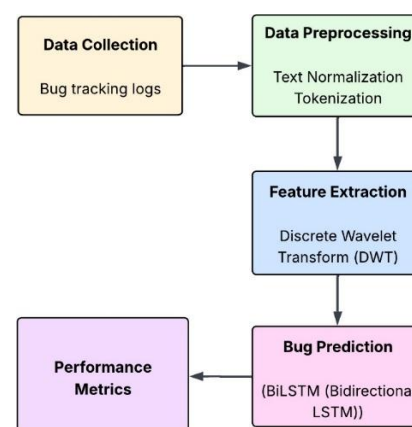 Data Collection
Bug tracking logs
Data Preprocessing
Text Normalization
Tokenization
Feature Extraction
Discrete Wavelet
Transform (DWT)
Bug Prediction
(BiLSTM (Bidirectiona
LSTM))
Performance
Metrics